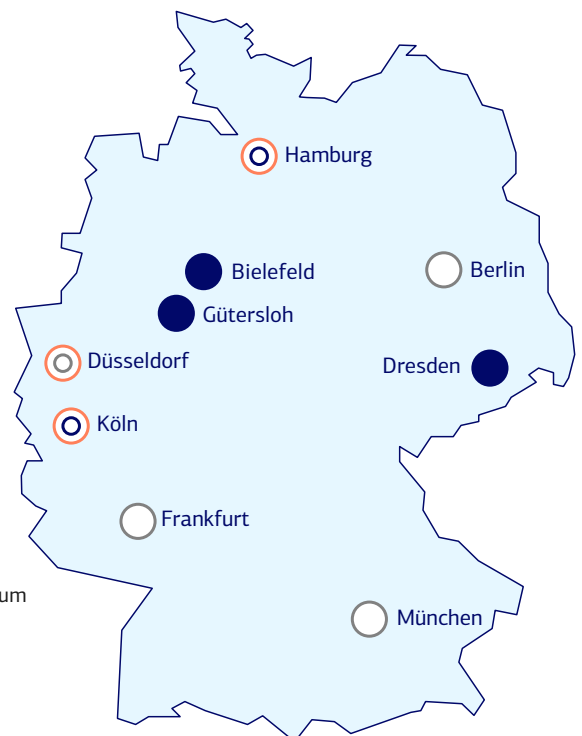 Hamburg
Bielefeld
Berlin
Gütersloh
Düsseldorf
Dresden
Köln
Frankfurt
um
München